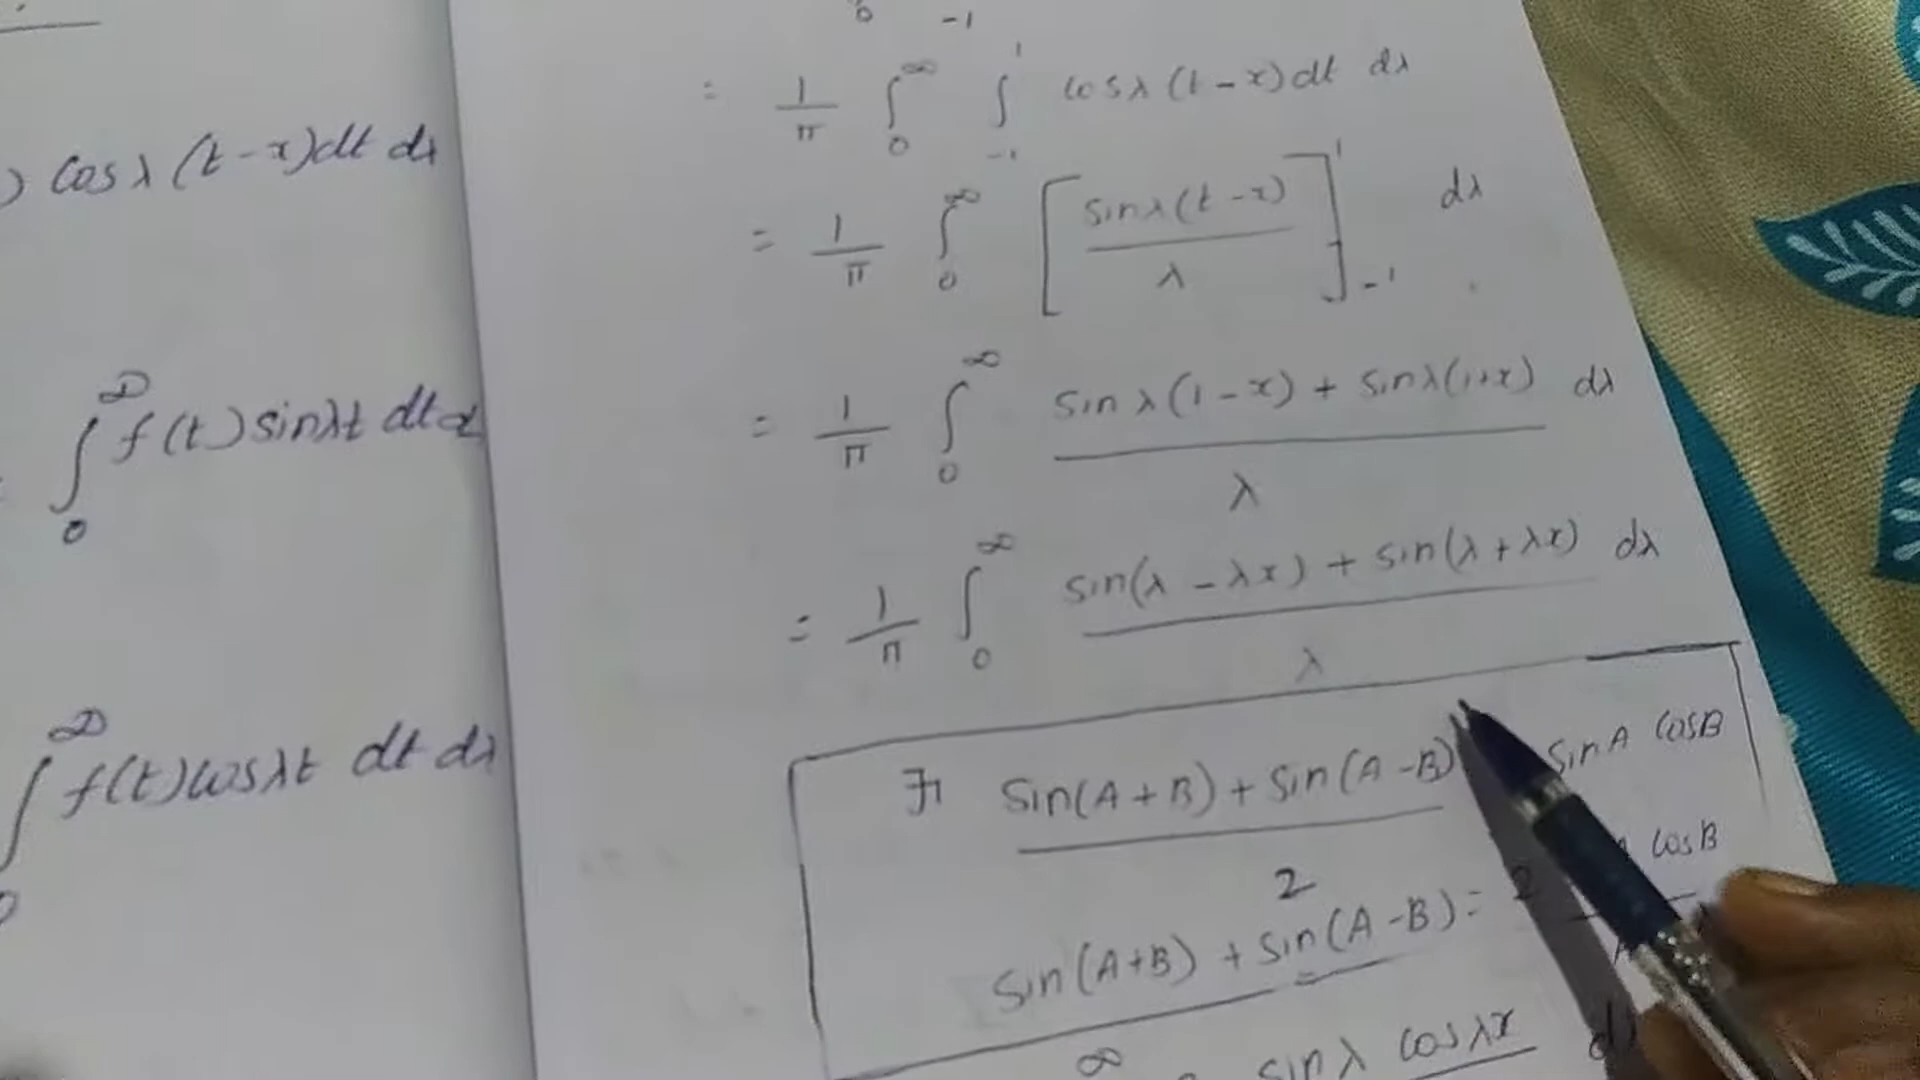 ) cos λ (t-x) dt dλ
∫₀^∞ f(t) sin λt dt d
∫ f(t) cos λt dt dλ
0 -1
= 1/π ∫₀^∞ ∫₋₁^1 cos λ (t-x) dt dλ
= 1/π ∫₀^∞ [sin λ (t-x) / λ]₋₁^1 dλ
= 1/π ∫₀^∞ sin λ (1-x) + sin λ (1+x) / λ dλ
= 1/π ∫₀^∞ sin(λ - λx) + sin(λ + λx) / λ dλ
sin(A+B) + sin(A-B) / 2 sin A cos B
sin(A+B) + sin(A-B) = 2 cos B
∞ sin λ cos λx